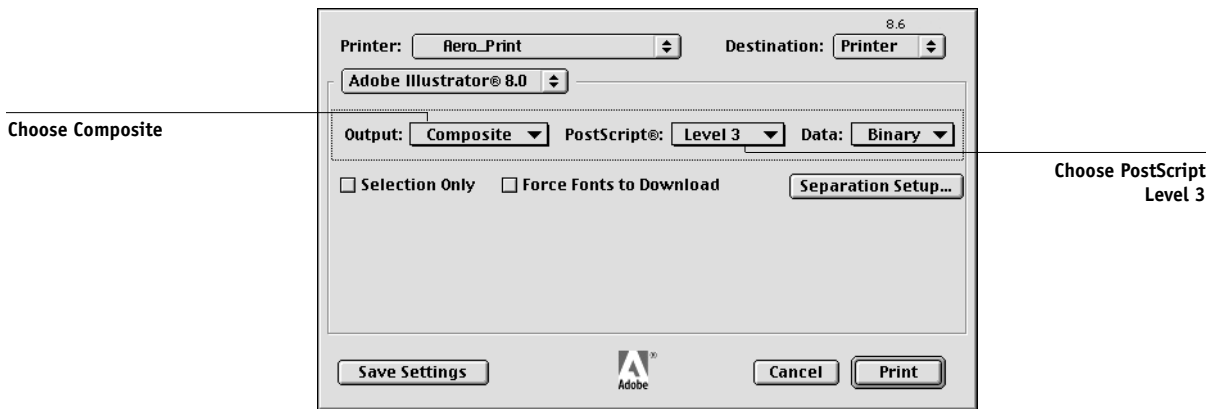 8.6
Printer: Aero_Print Destination: Printer
Adobe Illustrator® 8.0
Choose Composite
Output: Composite PostScript®: Level 3 Data: Binary
Choose PostScript
Level 3
Selection Only Force Fonts to Download Separation Setup...
Save Settings Adobe® Cancel Print